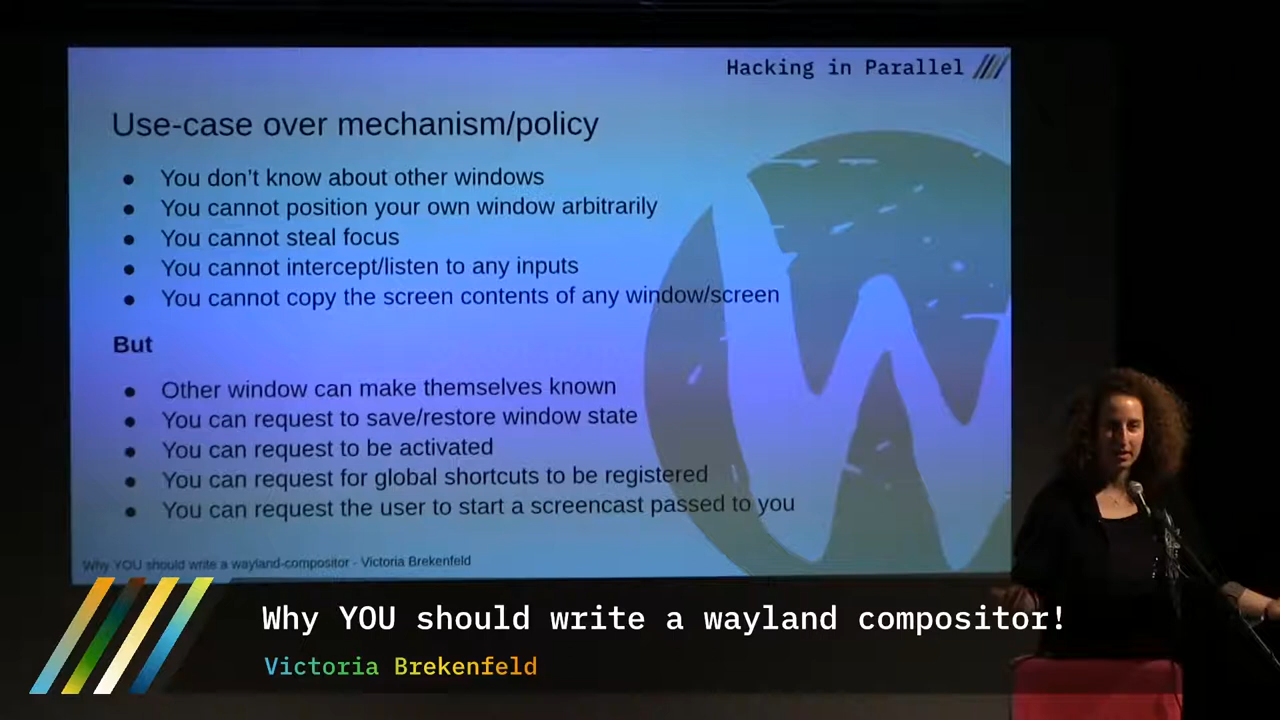 Hacking in Parallel
Use-case over mechanism/policy
● You don't know about other windows
● You cannot position your own window arbitrarily
● You cannot steal focus
● You cannot intercept/listen to any inputs
● You cannot copy the screen contents of any window/screen
But
● Other window can make themselves known
● You can request to save/restore window state
● You can request to be activated
● You can request for global shortcuts to be registered
● You can request the user to start a screencast passed to you
Why YOU should write a wayland-compositor - Victoria Brekenfeld
Why YOU should write a wayland compositor!
Victoria Brekenfeld